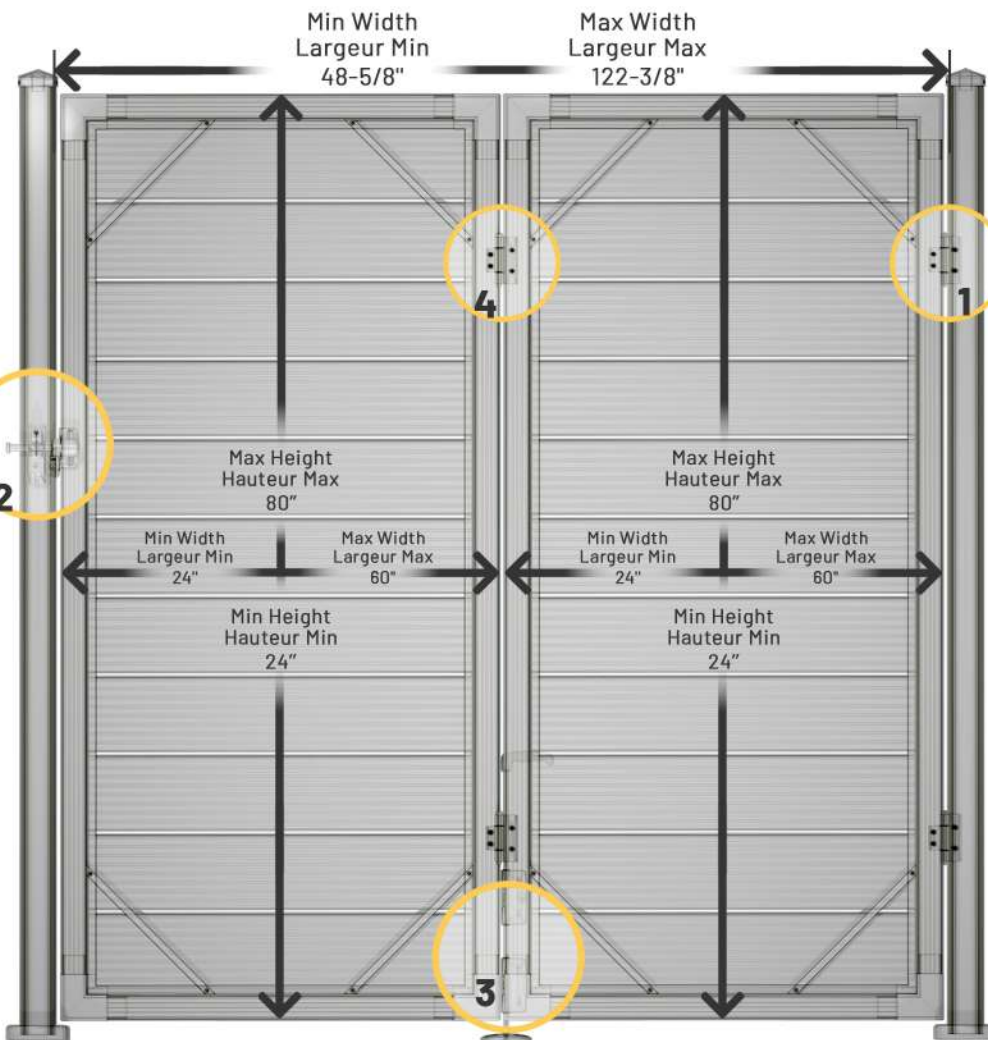 Min Width
Largeur Min
48-5/8"
Max Width
Largeur Max
122-3/8"
4
1
2
Max Height
Hauteur Max
80"
Max Height
Hauteur Max
80"
Min Width
Largeur Min
24"
Max Width
Largeur Max
60"
Min Width
Largeur Min
24"
Max Width
Largeur Max
60"
Min Height
Hauteur Min
24"
Min Height
Hauteur Min
24"
3